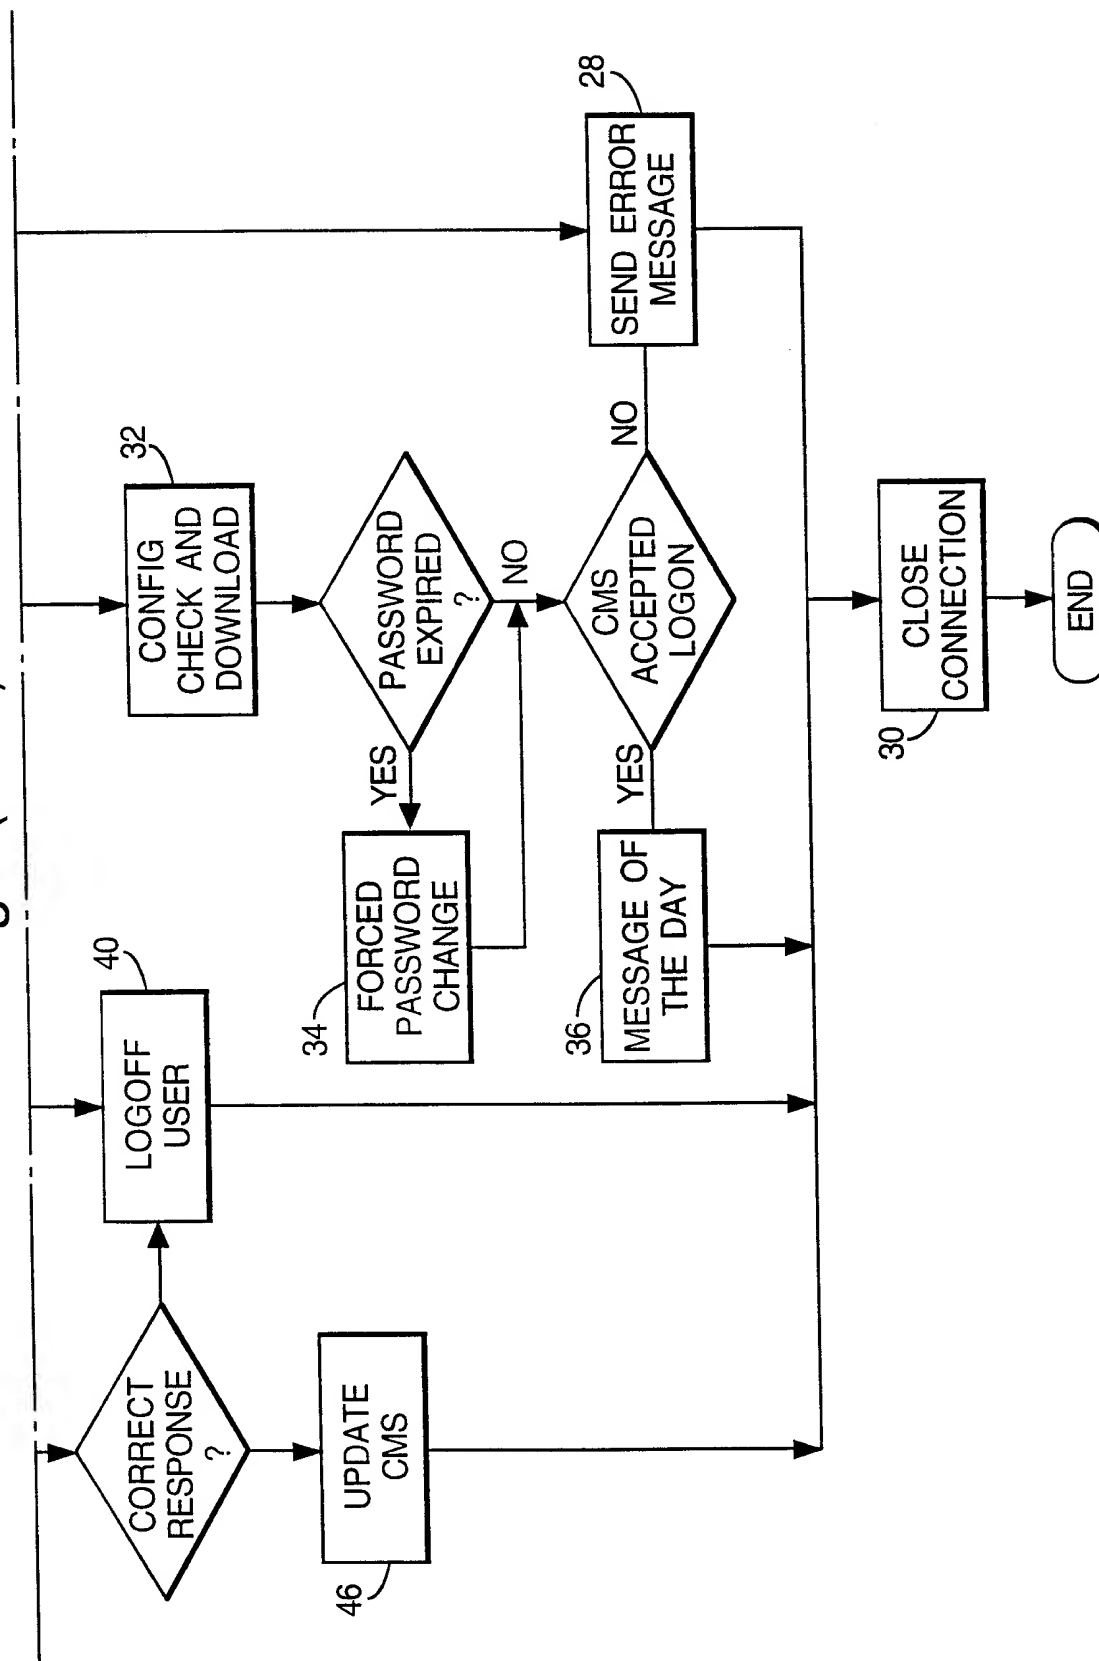 CORRECT
RESPONSE
?
LOGOFF
USER
40
CONFIG
CHECK AND
DOWNLOAD
32
UPDATE
CMS
46
FORCED
PASSWORD
CHANGE
34
YES
PASSWORD
EXPIRED
?
NO
MESSAGE OF
THE DAY
36
YES
CMS
ACCEPTED
LOGON
NO
SEND ERROR
MESSAGE
28
CLOSE
CONNECTION
30
END